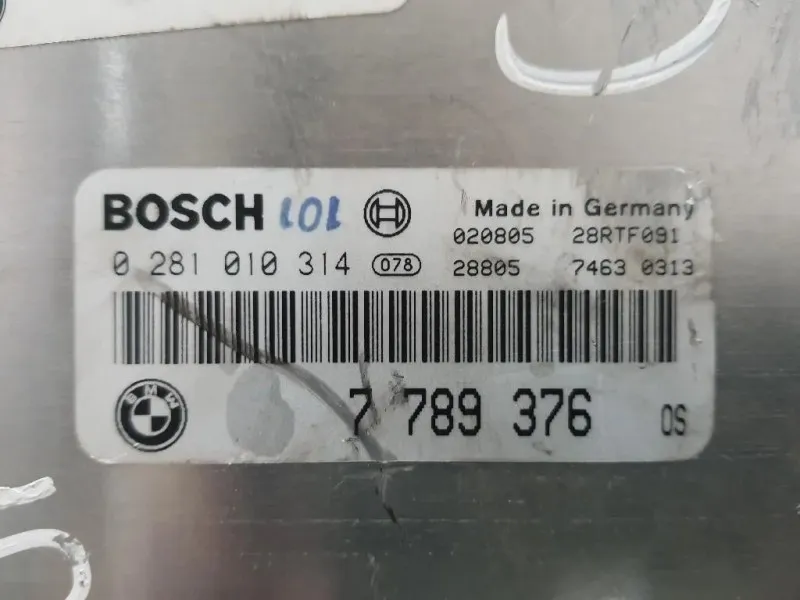 BOSCH 101 Made in Germany
020805 28RTF091
0 281 010 314 078 28805 7463 0313
BMW 7 789 376 OS